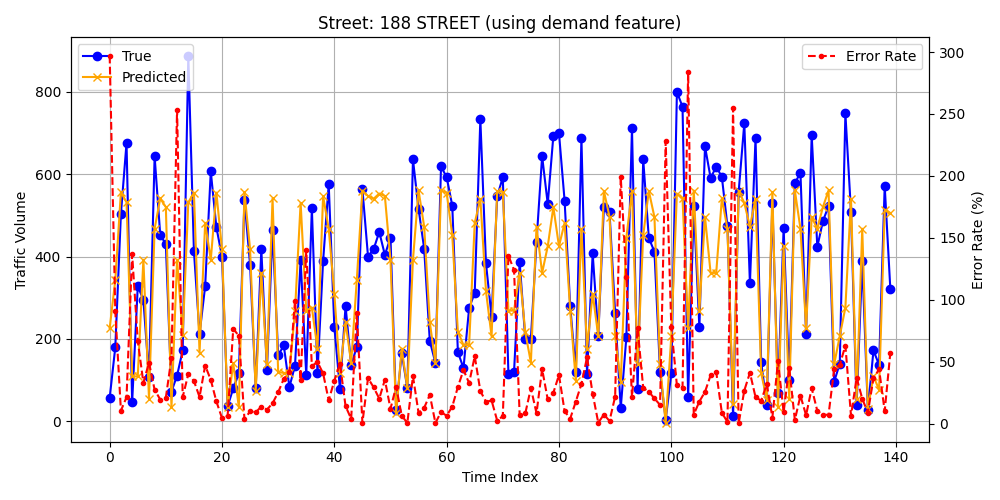 Street: 188 STREET (using demand feature)
True
Predicted
Error Rate
Traffic Volume
0
200
400
600
800
0
50
100
150
200
250
300
Error Rate (%)
0
20
40
60
80
100
120
140
Time Index